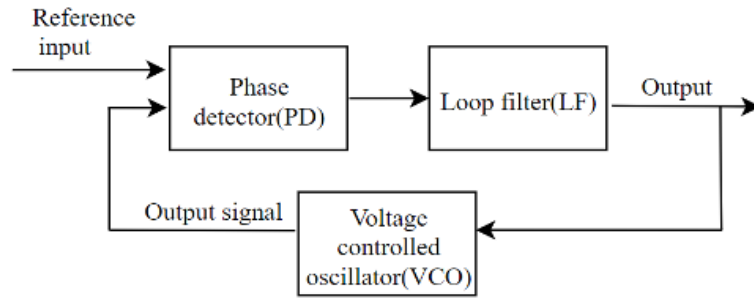 Reference
input
Phase
detector(PD)
Loop filter(LF)
Output
Output signal
Voltage
controlled
oscillator(VCO)